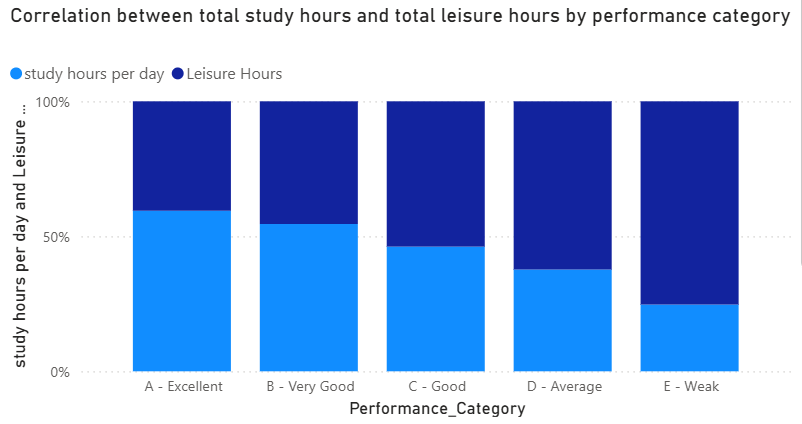 Correlation between total study hours and total leisure hours by performance category
study hours per day Leisure Hours
study hours per day and Leisure ...
100%
50%
0%
A - Excellent B - Very Good C - Good D - Average E - Weak
Performance_Category